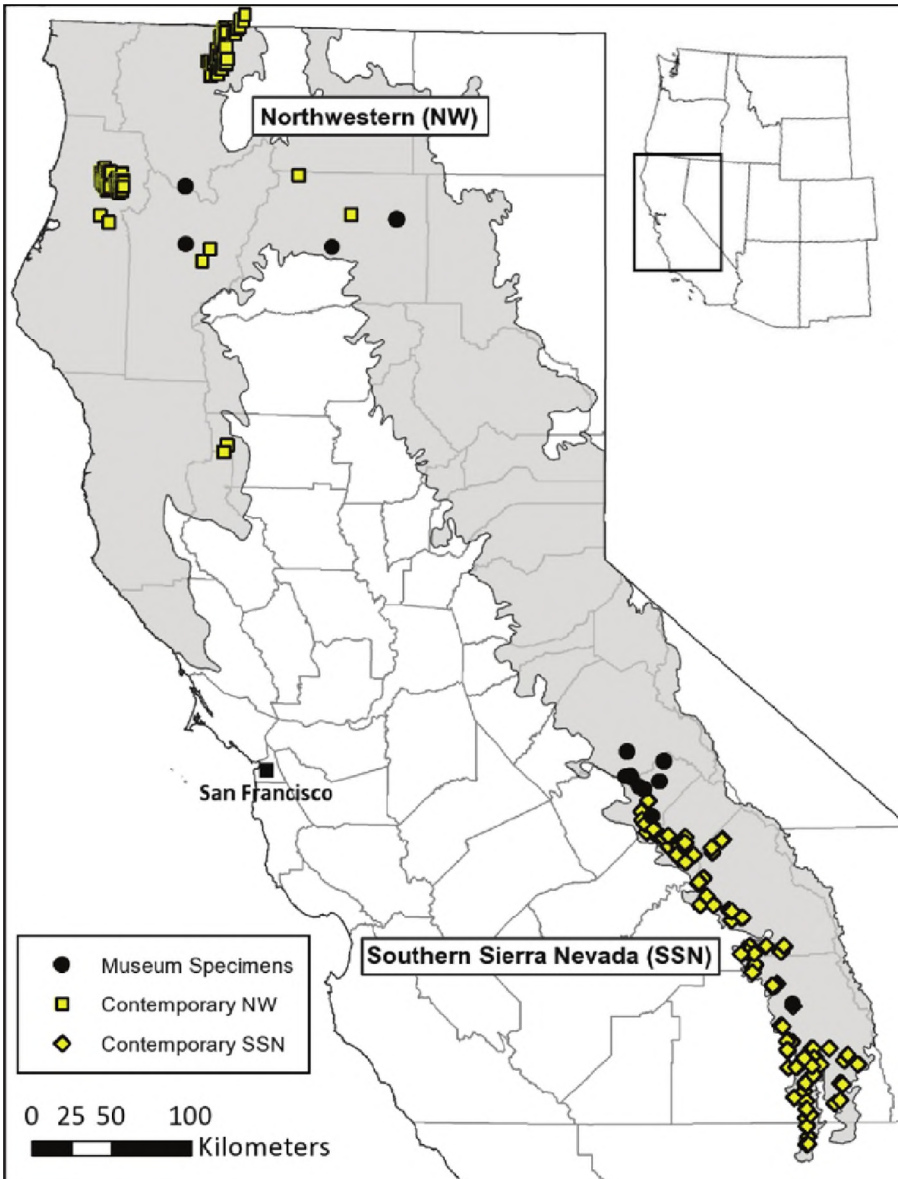 Northwestern (NW)
San Francisco
Southern Sierra Nevada (SSN)
Museum Specimens
Contemporary NW
Contemporary SSN
0 25 50 100
Kilometers